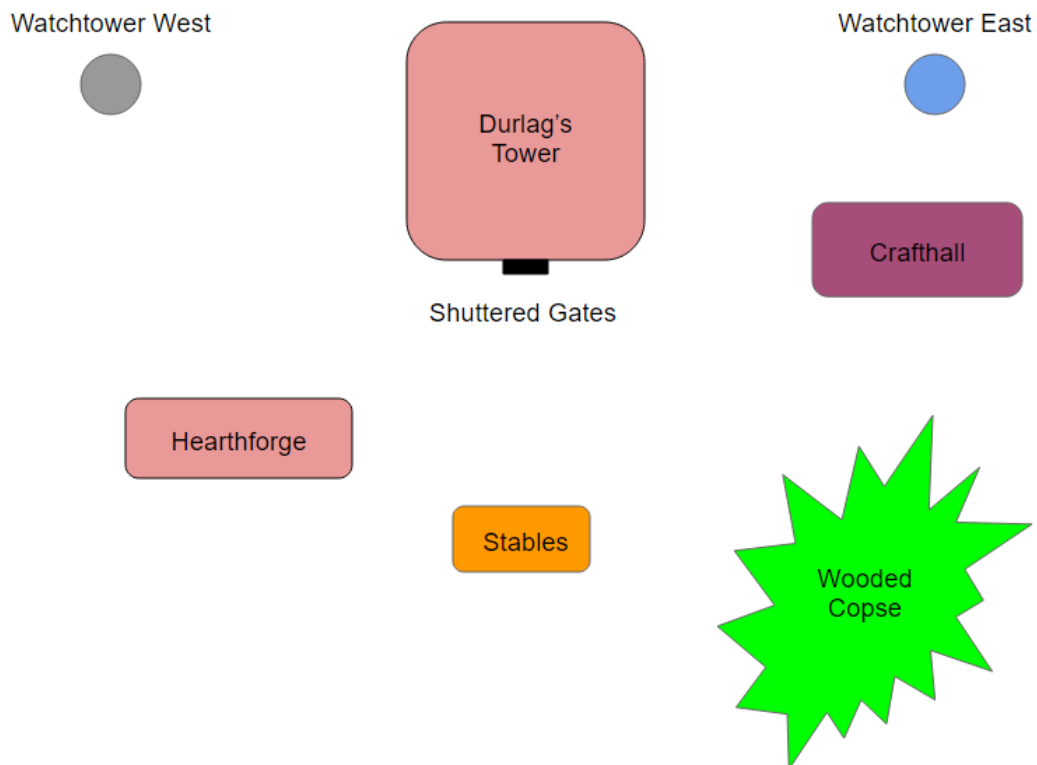 Watchtower West
Watchtower East
Durlag's
Tower
Crafthall
Shuttered Gates
Hearthforge
Stables
Wooded
Copse